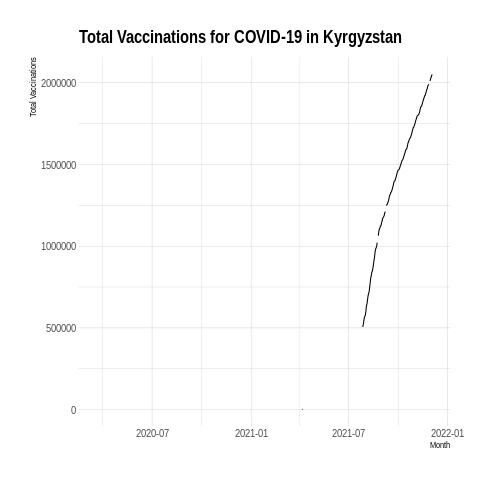 Total Vaccinations for COVID-19 in Kyrgyzstan
Total Vaccinations
2000000
1500000
1000000
500000
0
2020-07 2021-01 2021-07 2022-01
Month